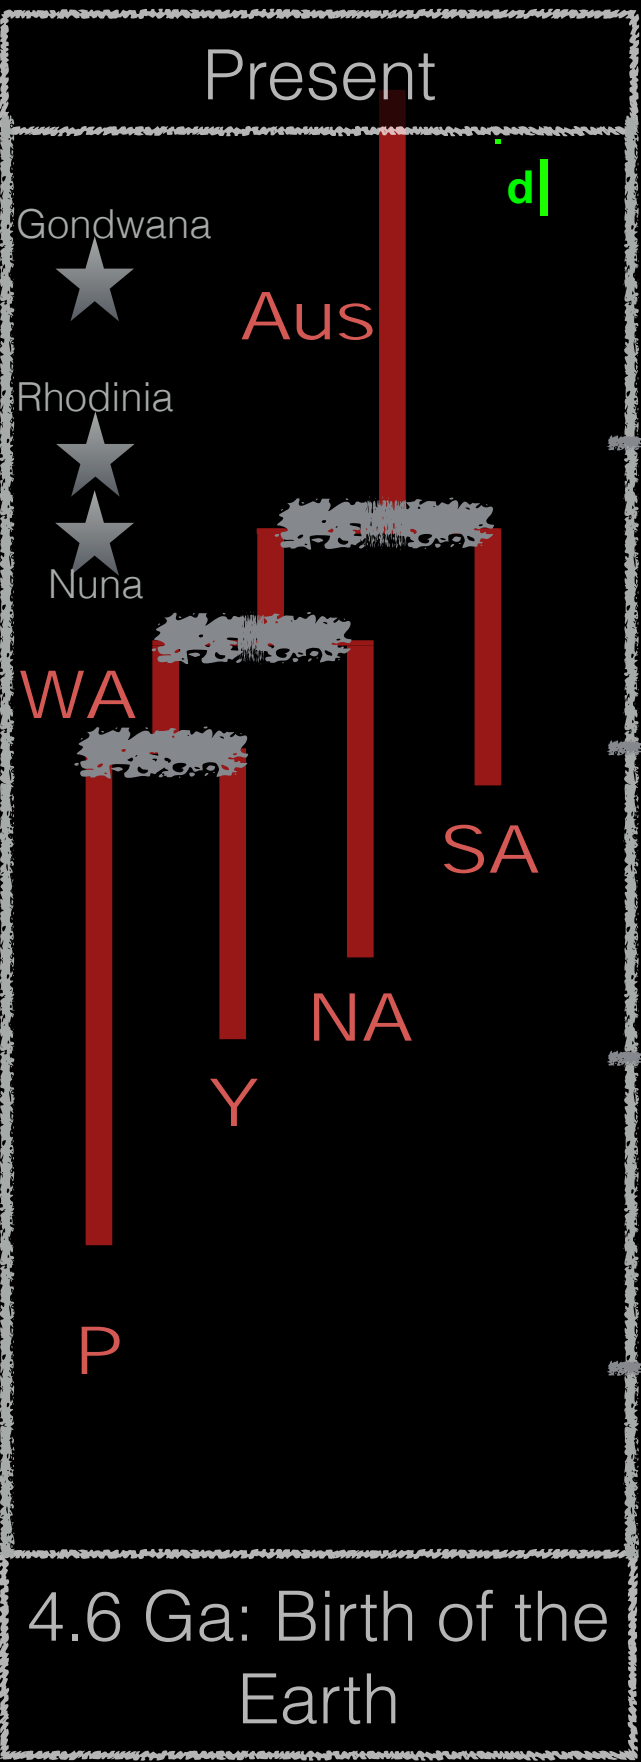 Present
d
Gondwana
Aus
Rhodinia
Nuna
WA
SA
NA
Y
P
4.6 Ga: Birth of the
Earth